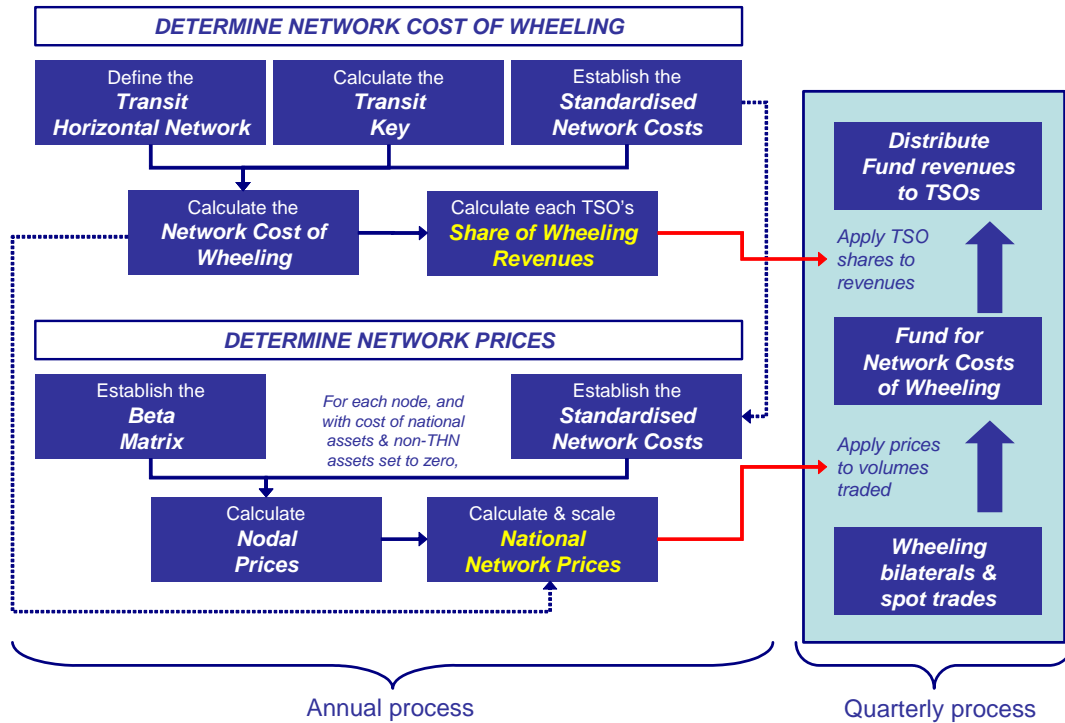 DETERMINE NETWORK COST OF WHEELING
Define the
Transit
Horizontal Network
Calculate the
Transit
Key
Establish the
Standardised
Network Costs
Calculate the
Network Cost of
Wheeling
Calculate each TSO's
Share of Wheeling
Revenues
DETERMINE NETWORK PRICES
Establish the
Beta
Matrix
For each node, and
with cost of national
assets & non-THN
assets set to zero,
Establish the
Standardised
Network Costs
Calculate
Nodal
Prices
Calculate & scale
National
Network Prices
Annual process
Distribute
Fund revenues
to TSOs
Apply TSO
shares to
revenues
Fund for
Network Costs
of Wheeling
Apply prices
to volumes
traded
Wheeling
bilaterals &
spot trades
Quarterly process